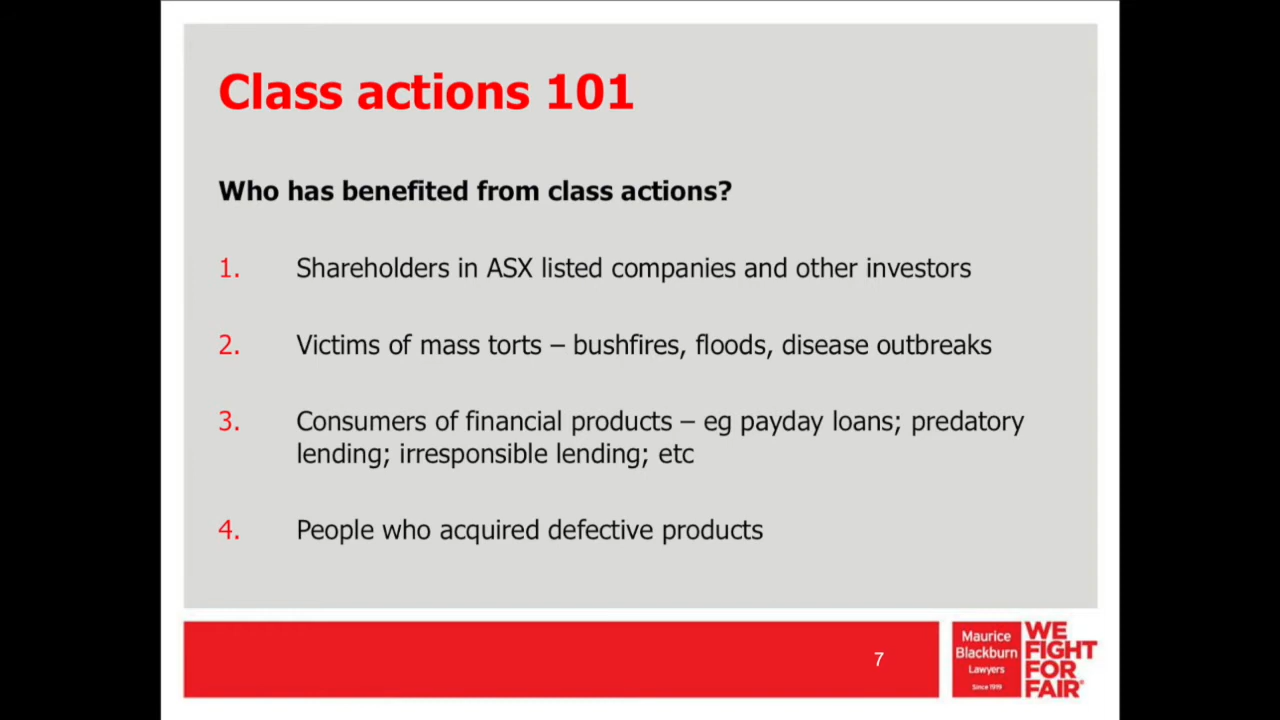 Class actions 101
Who has benefited from class actions?
1. Shareholders in ASX listed companies and other investors
2. Victims of mass torts – bushfires, floods, disease outbreaks
3. Consumers of financial products – eg payday loans; predatory
lending; irresponsible lending; etc
4. People who acquired defective products
7
Maurice
Blackburn
Lawyers
Since 1919
WE
FIGHT
FOR
FAIR®